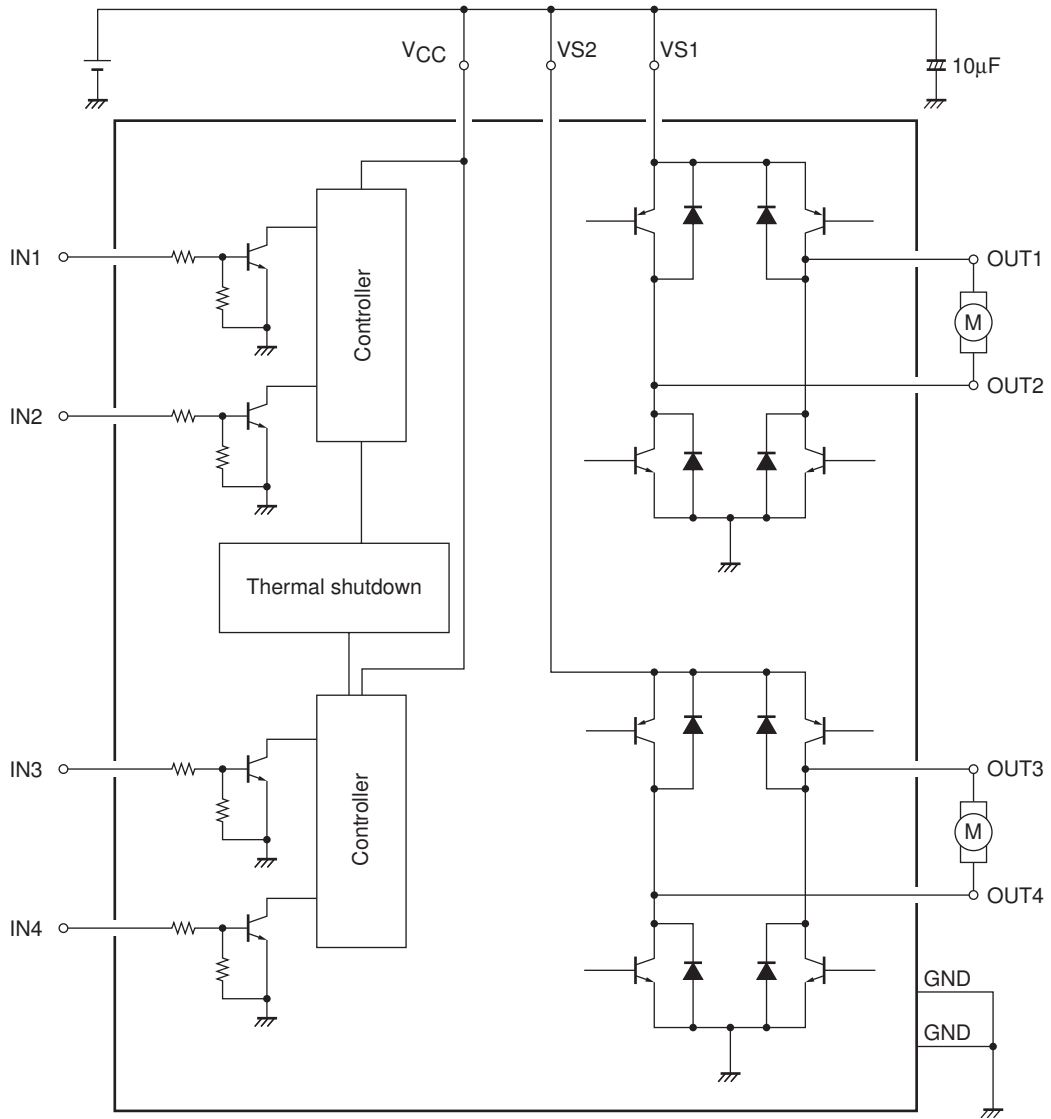 VCC
VS2
VS1
10μF
IN1
Controller
OUT1
M
OUT2
IN2
Thermal shutdown
IN3
Controller
OUT3
M
OUT4
IN4
GND
GND